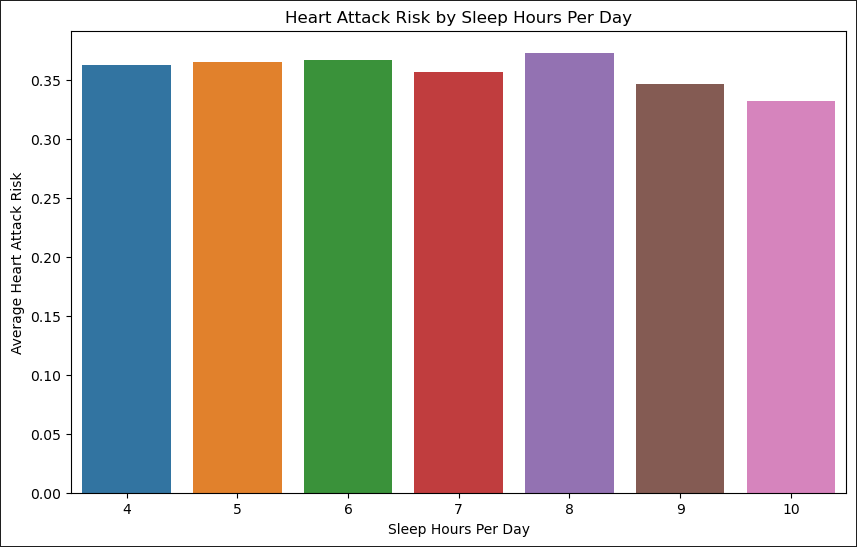 Heart Attack Risk by Sleep Hours Per Day
Average Heart Attack Risk
0.35
0.30
0.25
0.20
0.15
0.10
0.05
0.00
4 5 6 7 8 9 10
Sleep Hours Per Day